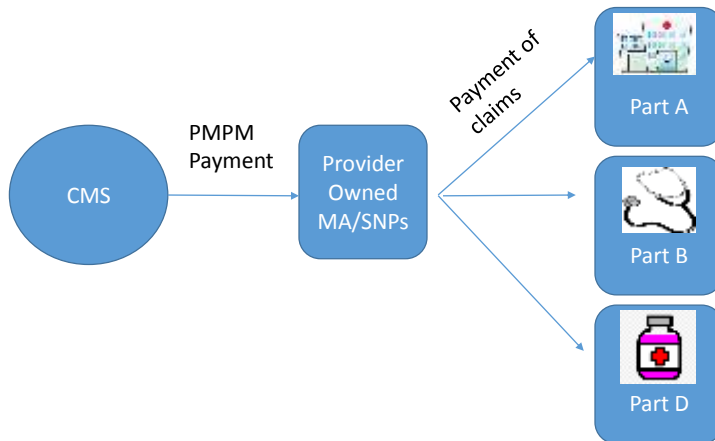 CMS
PMPM
Payment
Provider
Owned
MA/SNPs
Payment of
claims
Part A
Part B
Part D